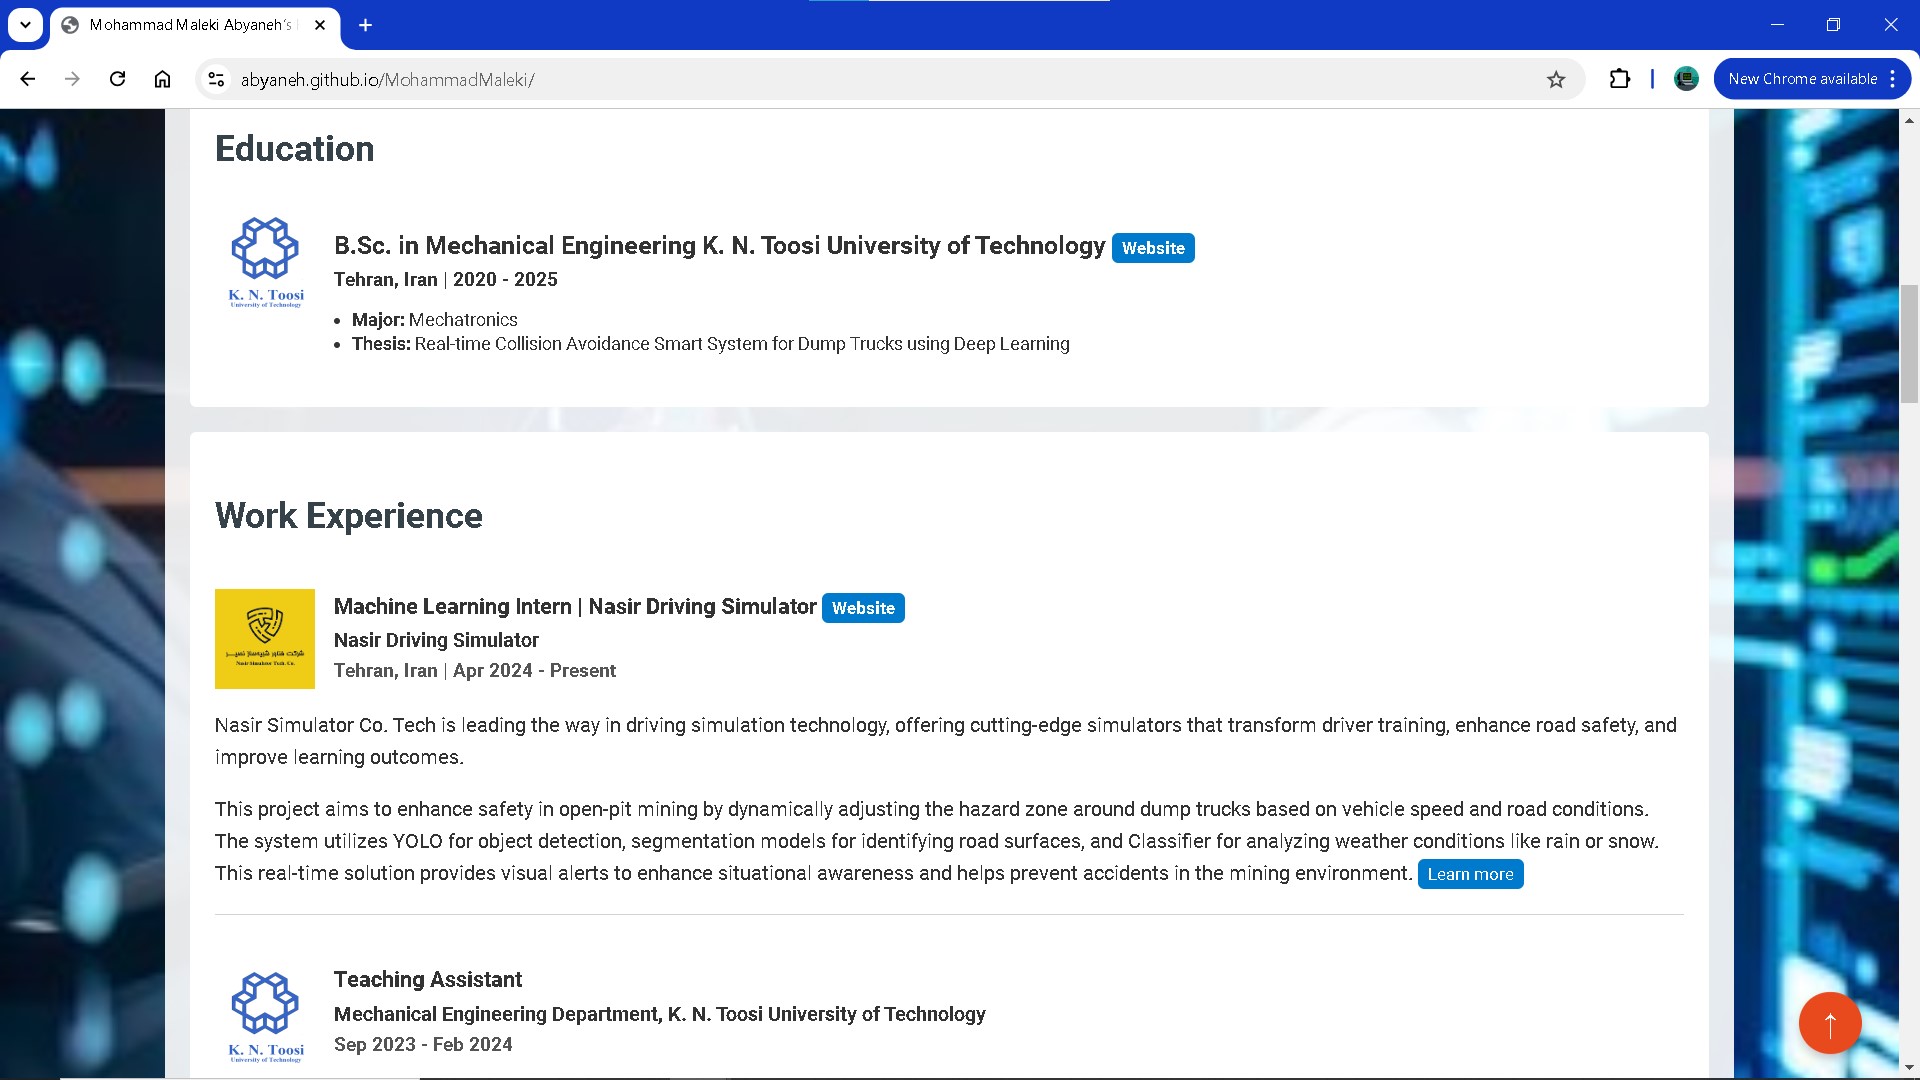 Mohammad Maleki Abyaneh's
abyaneh.github.io/MohammadMaleki/
New Chrome available
Education
K. N. Toosi
University of Technology
B.Sc. in Mechanical Engineering K. N. Toosi University of Technology Website
Tehran, Iran | 2020 - 2025
Major: Mechatronics
Thesis: Real-time Collision Avoidance Smart System for Dump Trucks using Deep Learning
Work Experience
شرکت فناور شبیه‌ساز نصیر
Nasir Simulator Tech. Co.
Machine Learning Intern | Nasir Driving Simulator Website
Nasir Driving Simulator
Tehran, Iran | Apr 2024 - Present
Nasir Simulator Co. Tech is leading the way in driving simulation technology, offering cutting-edge simulators that transform driver training, enhance road safety, and
improve learning outcomes.
This project aims to enhance safety in open-pit mining by dynamically adjusting the hazard zone around dump trucks based on vehicle speed and road conditions.
The system utilizes YOLO for object detection, segmentation models for identifying road surfaces, and Classifier for analyzing weather conditions like rain or snow.
This real-time solution provides visual alerts to enhance situational awareness and helps prevent accidents in the mining environment. Learn more
K. N. Toosi
University of Technology
Teaching Assistant
Mechanical Engineering Department, K. N. Toosi University of Technology
Sep 2023 - Feb 2024